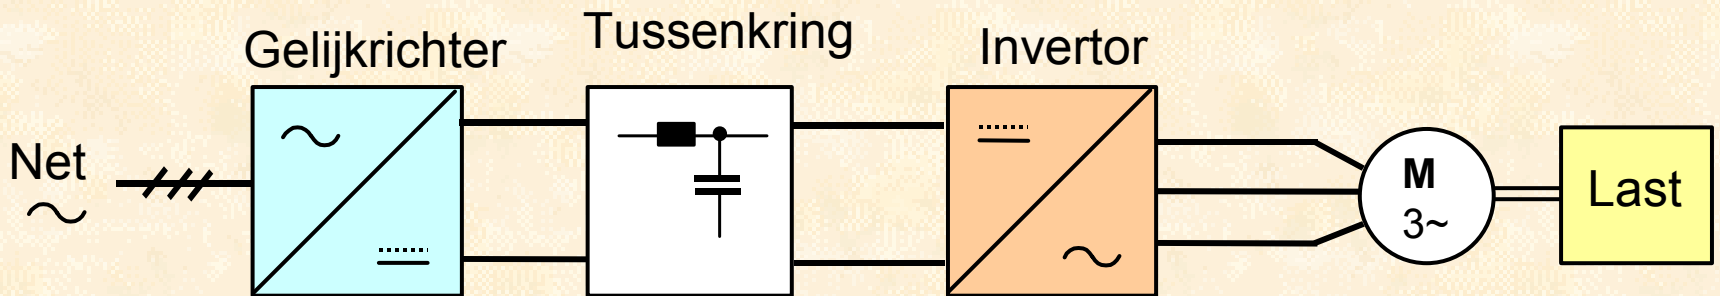 Gelijkrichter
Tussenkring
Invertor
Net
M
3~
Last